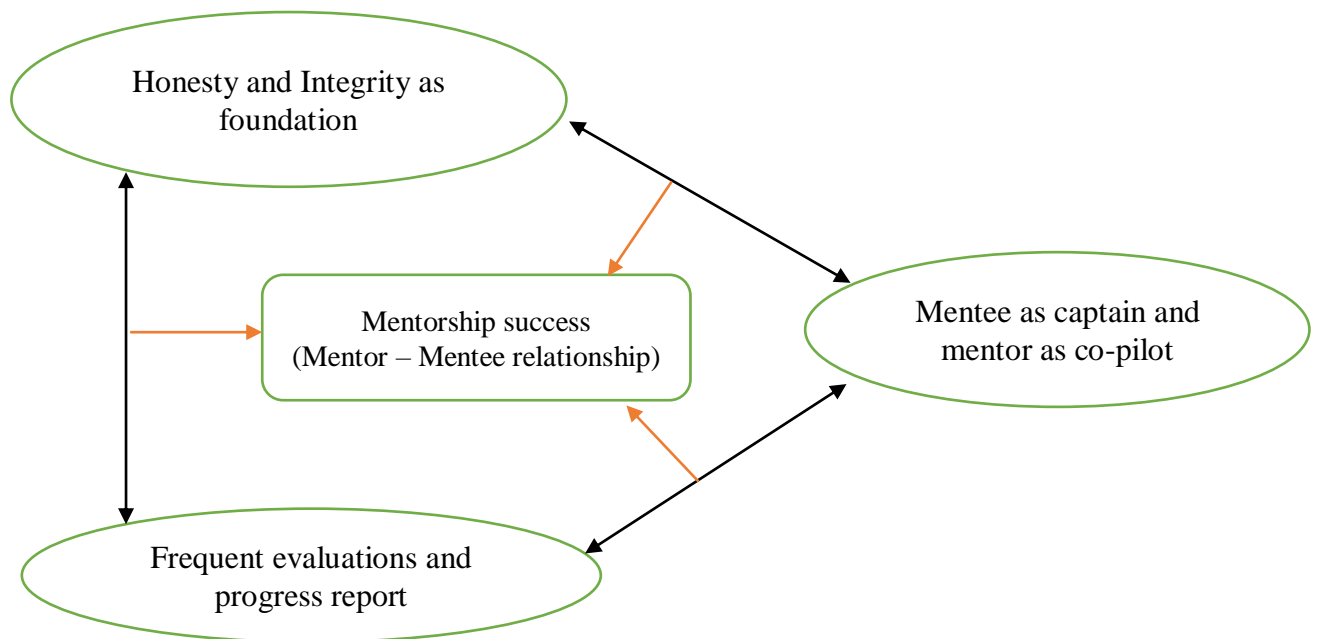 Honesty and Integrity as
foundation
Mentorship success
(Mentor – Mentee relationship)
Mentee as captain and
mentor as co-pilot
Frequent evaluations and
progress report